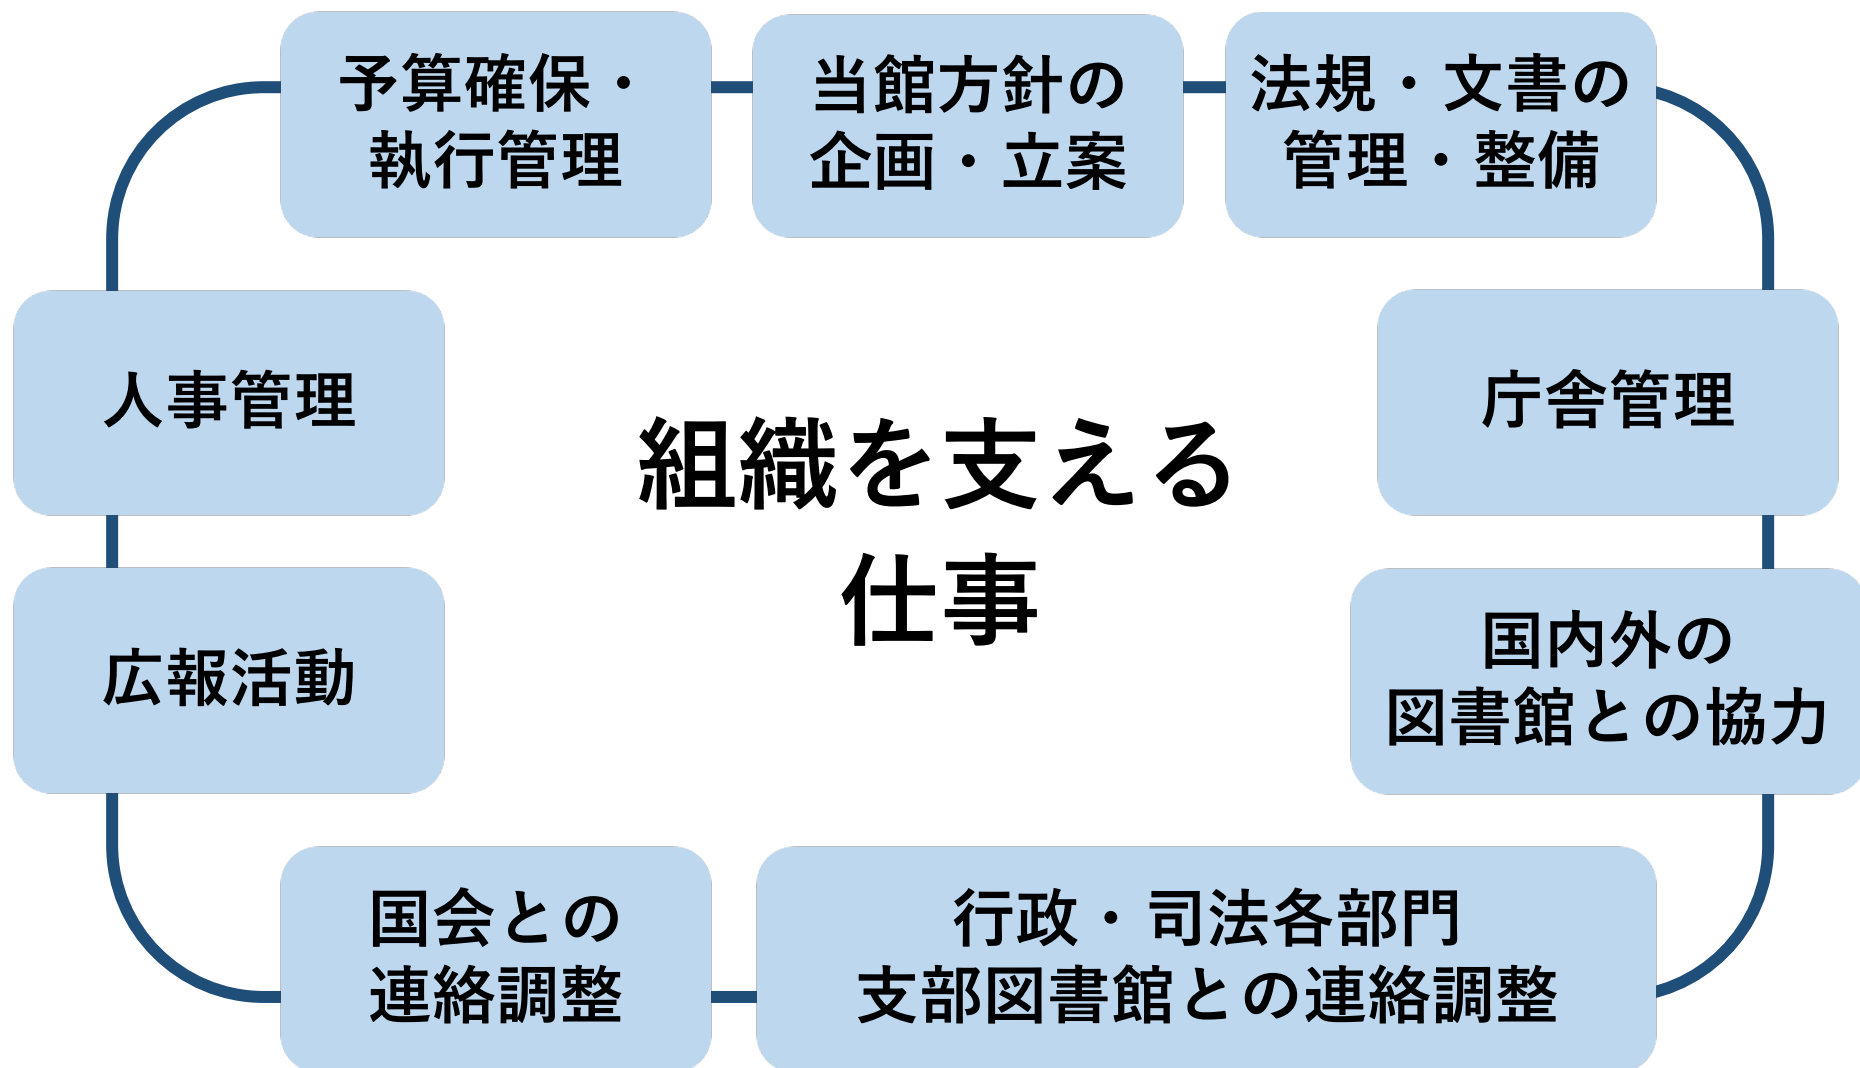 予算確保・
執行管理
当館方針の
企画・立案
法規・文書の
管理・整備
人事管理
庁舎管理
組織を支える
仕事
広報活動
国内外の
図書館との協力
国会との
連絡調整
行政・司法各部門
支部図書館との連絡調整